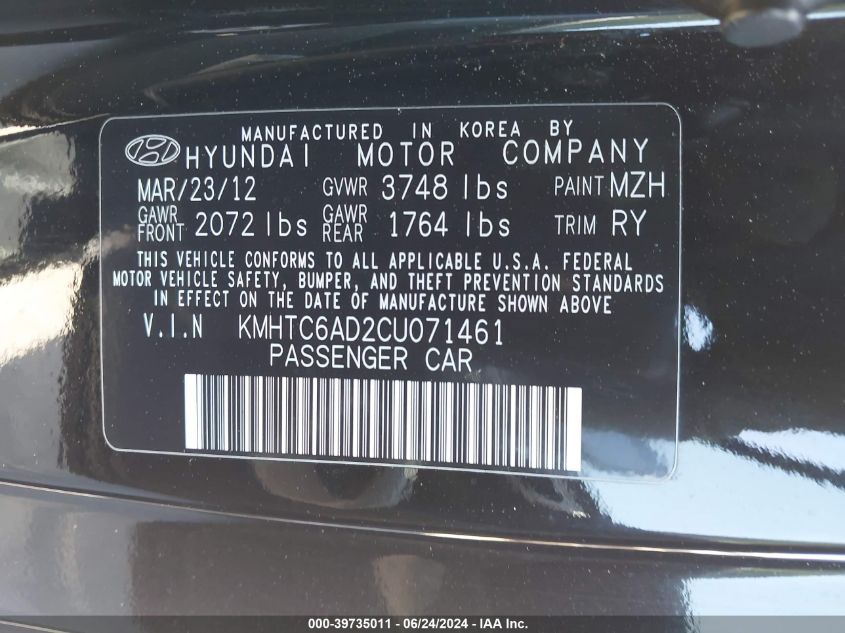 MANUFACTURED IN KOREA BY
HYUNDAI MOTOR COMPANY
MAR/23/12 GVWR 3748 lbs PAINT MZH
GAWR FRONT 2072 lbs GAWR REAR 1764 lbs TRIM RY
THIS VEHICLE CONFORMS TO ALL APPLICABLE U.S.A. FEDERAL
MOTOR VEHICLE SAFETY, BUMPER, AND THEFT PREVENTION STANDARDS
IN EFFECT ON THE DATE OF MANUFACTURE SHOWN ABOVE
V.I.N KMHTC6AD2CU071461
PASSENGER CAR
000-39735011 - 06/24/2024 - IAA Inc.